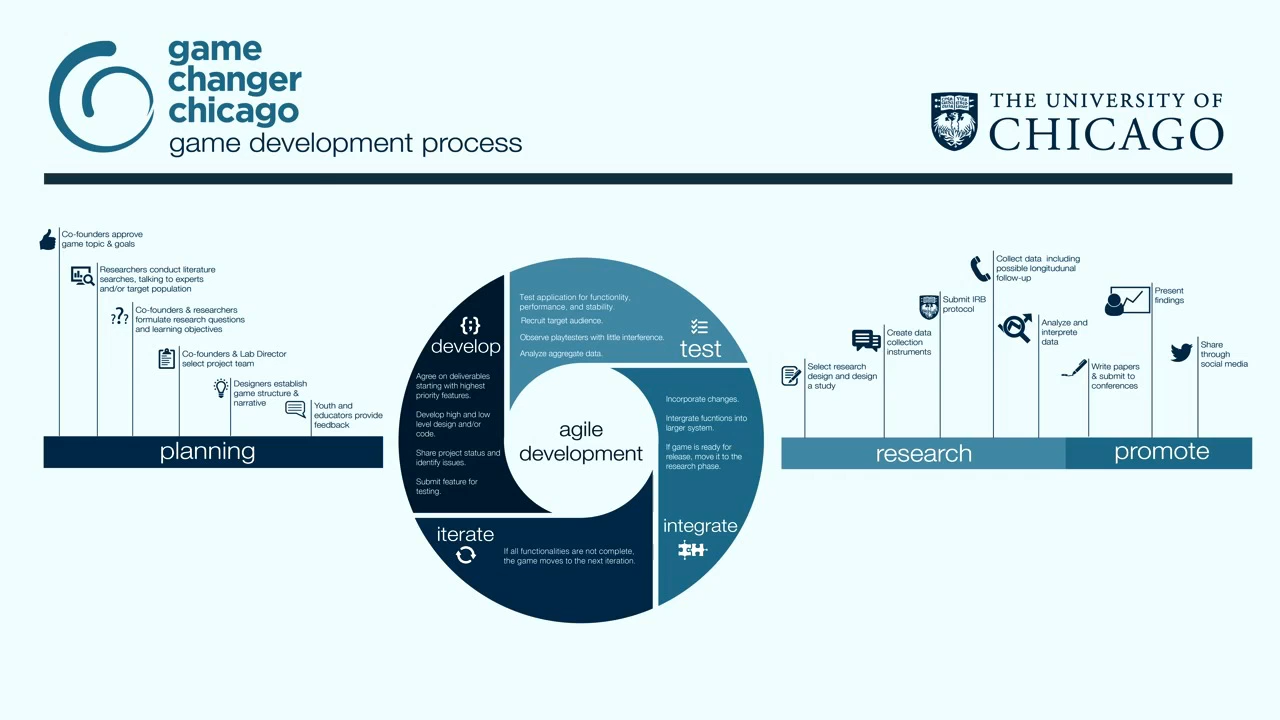 game
changer
chicago
game development process
THE UNIVERSITY OF
CHICAGO
Co-founders approve
game topic & goals
Researchers conduct literature
searches, talking to experts
and/or target population
??
Co-founders & researchers
formulate research questions
and learning objectives
Co-founders & Lab Director
select project team
Designers establish
game structure &
narrative
Youth and
educators provide
feedback
planning
{;}
develop
Agree on deliverables
starting with highest
priority features.
Develop high and low
level design and/or
code.
Share project status and
identify issues.
Submit feature for
testing.
Test application for functionlity,
performance, and stability.
Recruit target audience.
Observe playtesters with little interference.
Analyze aggregate data.
test
agile
development
Incorporate changes.
Intergrate fucntions into
larger system.
If game is ready for
release, move it to the
research phase.
integrate
iterate
If all functionalities are not complete,
the game moves to the next iteration.
Select research
design and design
a study
Create data
collection
instruments
Submit IRB
protocol
Collect data including
possible longitudunal
follow-up
Analyze and
interpret
data
Write papers
& submit to
conferences
Present
findings
Share
through
social media
research
promote